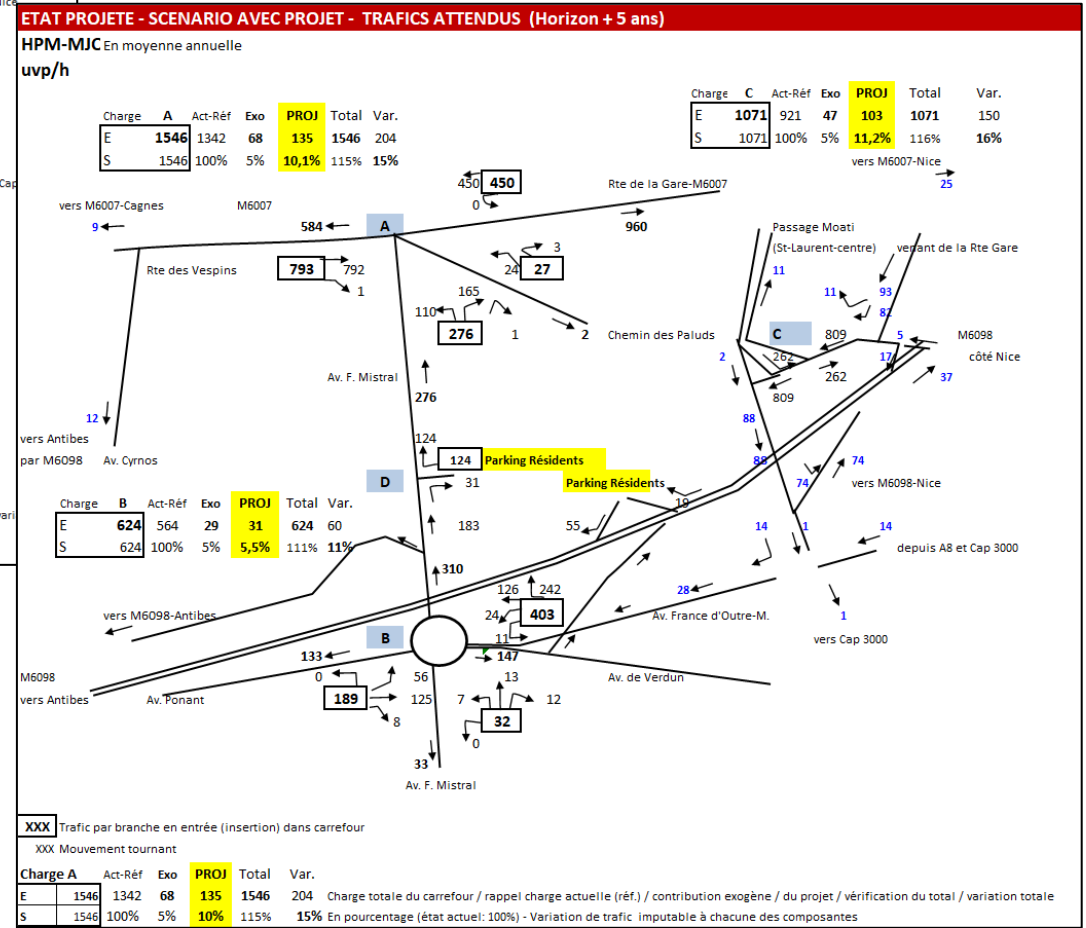 ETAT PROJETE - SCENARIO AVEC PROJET - TRAFICS ATTENDUS (Horizon + 5 ans)
HPM-MJC En moyenne annuelle
uvp/h
Charge A Act-Réf Exo PROJ Total Var.
E 1546 1342 68 135 1546 204
S 1546 100% 5% 10,1% 115% 15%
Charge C Act-Réf Exo PROJ Total Var.
E 1071 921 47 103 1071 150
S 1071 100% 5% 11,2% 116% 16%
vers M6007-Nice
25
450 450
0
Rte de la Gare-M6007
vers M6007-Cagnes
M6007
9
584
A
960
Passage Moati
(St-Laurent-centre)
venant de la Rte Gare
Rte des Vespins
793 792
1
3
24 27
11
11
93
82
165
110
276
1
2
Chemin des Paluds
C
809
5
M6098
côté Nice
2
262
17
262
37
809
Av. F. Mistral
276
12
vers Antibes
par M6098
Av. Cyrnos
88
88
124
124
Parking Résidents
D
31
Parking Résidents
74
74
vers M6098-Nice
19
Charge B Act-Réf Exo PROJ Total Var.
E 624 564 29 31 624 60
S 624 100% 5% 5,5% 111% 11%
183
55
14
1
14
depuis A8 et Cap 3000
310
126
242
28
24
403
11
vers M6098-Antibes
Av. France d'Outre-M.
1
vers Cap 3000
B
133
147
M6098
vers Antibes
Av. Ponant
0
56
189
125
8
13
7
12
32
0
Av. de Verdun
33
Av. F. Mistral
XXX Trafic par branche en entrée (insertion) dans carrefour
XXX Mouvement tournant
Charge A Act-Réf Exo PROJ Total Var.
E 1546 1342 68 135 1546 204 Charge totale du carrefour / rappel charge actuelle (réf.) / contribution exogène / du projet / vérification du total / variation totale
S 1546 100% 5% 10% 115% 15% En pourcentage (état actuel: 100%) - Variation de trafic imputable à chacune des composantes